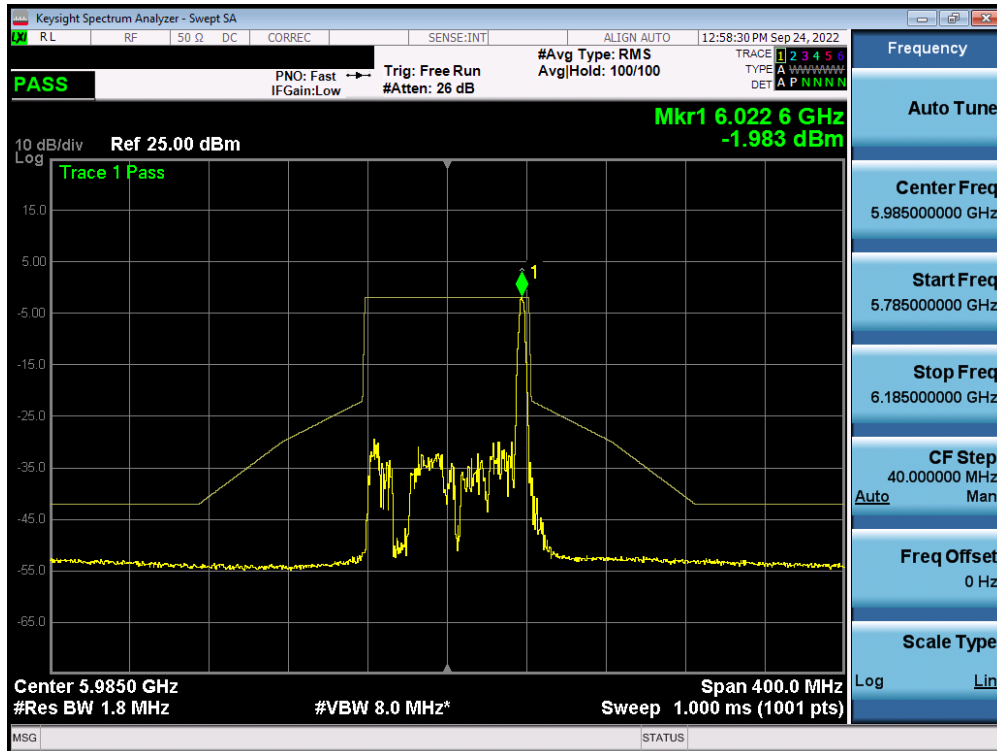 Keysight Spectrum Analyzer - Swept SA
LXI RL RF 50 Ω DC CORREC SENSE:INT ALIGN AUTO 12:58:30 PM Sep 24, 2022
PASS
PNO: Fast
IFGain:Low
Trig: Free Run
#Atten: 26 dB
#Avg Type: RMS
Avg|Hold: 100/100
TRACE 1 2 3 4 5 6
TYPE A WWWWW
DET A P N N N N
Mkr1 6.022 6 GHz
-1.983 dBm
10 dB/div
Log
Ref 25.00 dBm
Trace 1 Pass
15.0
5.00
-5.00
-15.0
-25.0
-35.0
-45.0
-55.0
-65.0
1
Center 5.9850 GHz
Span 400.0 MHz
#Res BW 1.8 MHz
#VBW 8.0 MHz*
Sweep 1.000 ms (1001 pts)
MSG
STATUS
Frequency
Auto Tune
Center Freq
5.985000000 GHz
Start Freq
5.785000000 GHz
Stop Freq
6.185000000 GHz
CF Step
40.000000 MHz
Auto Man
Freq Offset
0 Hz
Scale Type
Log Lin